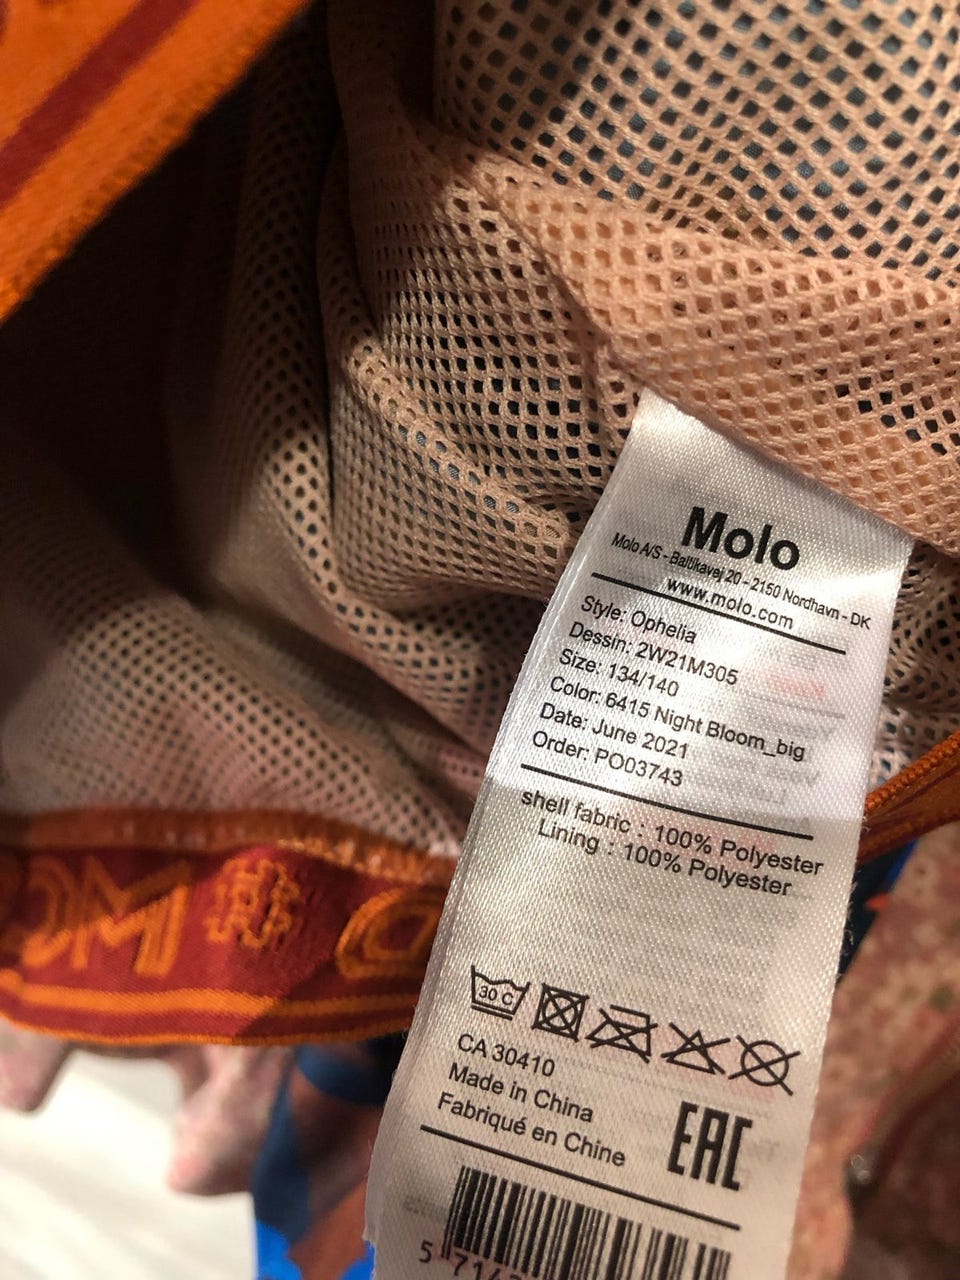 Molo
Molo A/S - Baltikavej 20 - 2150 Nordhavn - DK
www.molo.com
Style: Ophelia
Dessin: 2W21M305
Size: 134/140
Color: 6415 Night Bloom_big
Date: June 2021
Order: PO03743
shell fabric : 100% Polyester
Lining : 100% Polyester
30 C
CA 30410
Made in China
Fabriqué en Chine
EAC
5 714